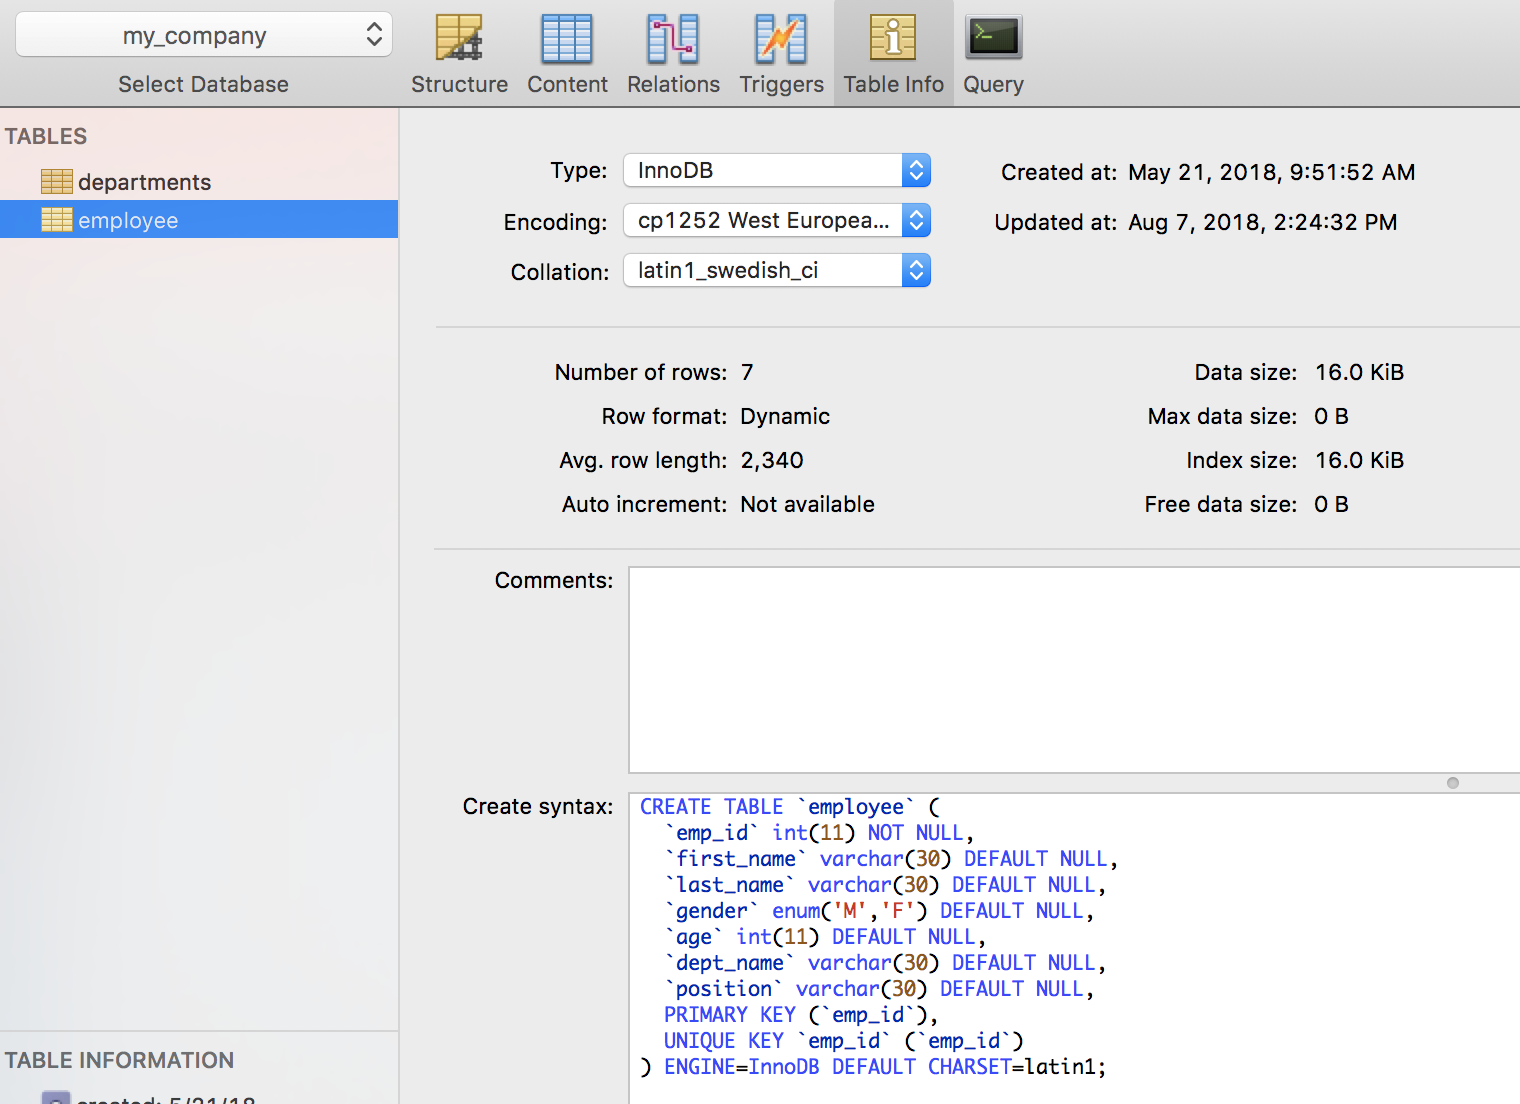 my_company
Select Database
Structure
Content
Relations
Triggers
Table Info
Query
TABLES
departments
employee
Type: InnoDB
Created at: May 21, 2018, 9:51:52 AM
Encoding: cp1252 West Europea...
Updated at: Aug 7, 2018, 2:24:32 PM
Collation: latin1_swedish_ci
Number of rows: 7
Data size: 16.0 KiB
Row format: Dynamic
Max data size: 0 B
Avg. row length: 2,340
Index size: 16.0 KiB
Auto increment: Not available
Free data size: 0 B
Comments:
Create syntax:
CREATE TABLE `employee` (
`emp_id` int(11) NOT NULL,
`first_name` varchar(30) DEFAULT NULL,
`last_name` varchar(30) DEFAULT NULL,
`gender` enum('M','F') DEFAULT NULL,
`age` int(11) DEFAULT NULL,
`dept_name` varchar(30) DEFAULT NULL,
`position` varchar(30) DEFAULT NULL,
PRIMARY KEY (`emp_id`),
UNIQUE KEY `emp_id` (`emp_id`)
) ENGINE=InnoDB DEFAULT CHARSET=latin1;
TABLE INFORMATION
created: 5/21/18